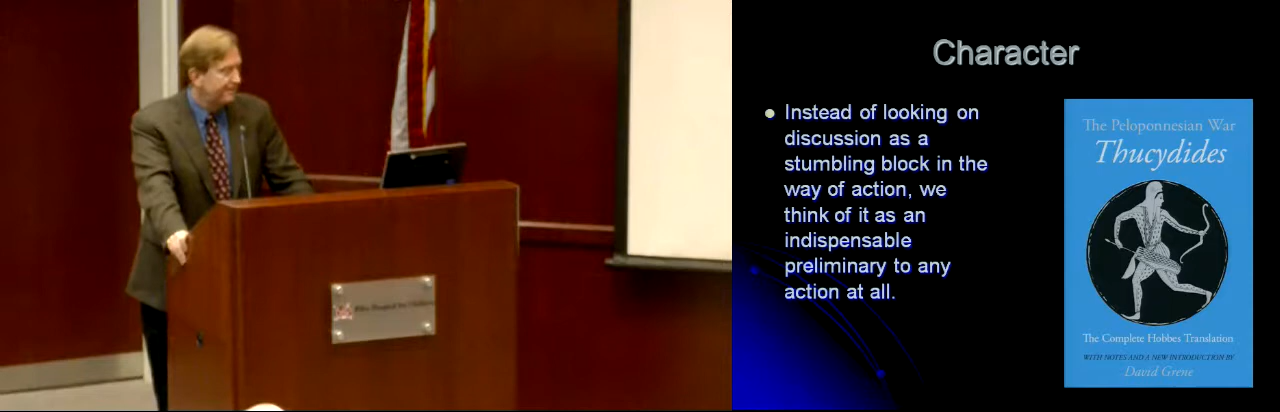 Character
Instead of looking on
discussion as a
stumbling block in the
way of action, we
think of it as an
indispensable
preliminary to any
action at all.
The Peloponnesian War
Thucydides
The Complete Hobbes Translation
WITH NOTES AND A NEW INTRODUCTION BY
David Grene